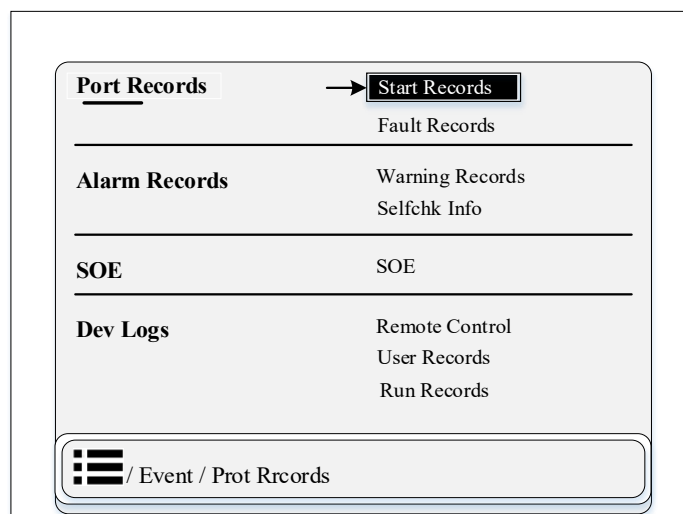 Port Records Start Records
Fault Records
Alarm Records Warning Records
Selfchk Info
SOE SOE
Dev Logs Remote Control
User Records
Run Records
/ Event / Prot Rrcords